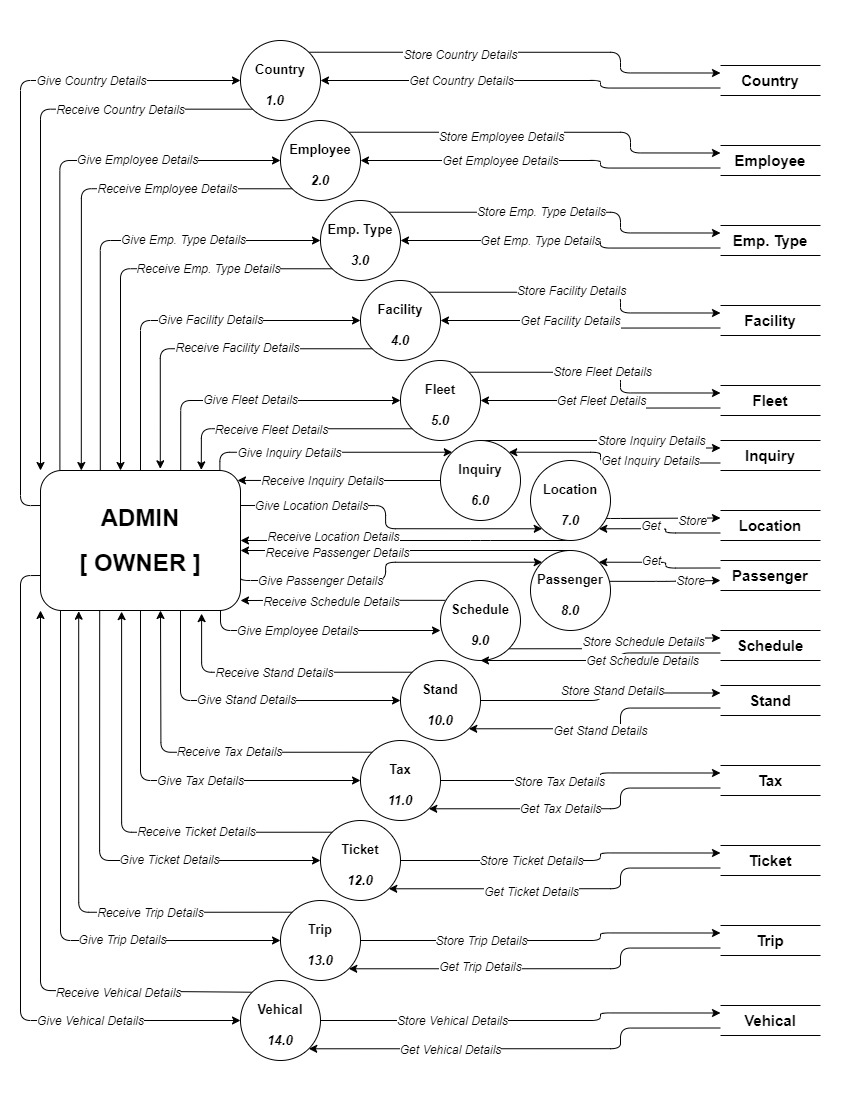 Store Country Details
Country
Give Country Details
Get Country Details
Country
1.0
Receive Country Details
Store Employee Details
Employee
Give Employee Details
Get Employee Details
Employee
2.0
Receive Employee Details
Store Emp. Type Details
Emp. Type
Give Emp. Type Details
Get Emp. Type Details
Emp. Type
3.0
Receive Emp. Type Details
Store Facility Details
Facility
Give Facility Details
Get Facility Details
Facility
4.0
Receive Facility Details
Store Fleet Details
Fleet
Give Fleet Details
Get Fleet Details
Fleet
5.0
Receive Fleet Details
Store Inquiry Details
Give Inquiry Details
Get Inquiry Details
Inquiry
Inquiry
Receive Inquiry Details
6.0
Location
Give Location Details
ADMIN
7.0
Store
Get
Location
Receive Location Details
Receive Passenger Details
[ OWNER ]
Get
Give Passenger Details
Passenger
Store
Passenger
8.0
Receive Schedule Details
Schedule
Give Employee Details
9.0
Store Schedule Details
Schedule
Get Schedule Details
Receive Stand Details
Stand
Store Stand Details
Give Stand Details
Stand
10.0
Get Stand Details
Receive Tax Details
Tax
Give Tax Details
Store Tax Details
Tax
11.0
Get Tax Details
Receive Ticket Details
Ticket
Give Ticket Details
Store Ticket Details
Ticket
12.0
Get Ticket Details
Receive Trip Details
Trip
Give Trip Details
Store Trip Details
Trip
13.0
Get Trip Details
Receive Vehical Details
Vehical
Give Vehical Details
Store Vehical Details
Vehical
14.0
Get Vehical Details